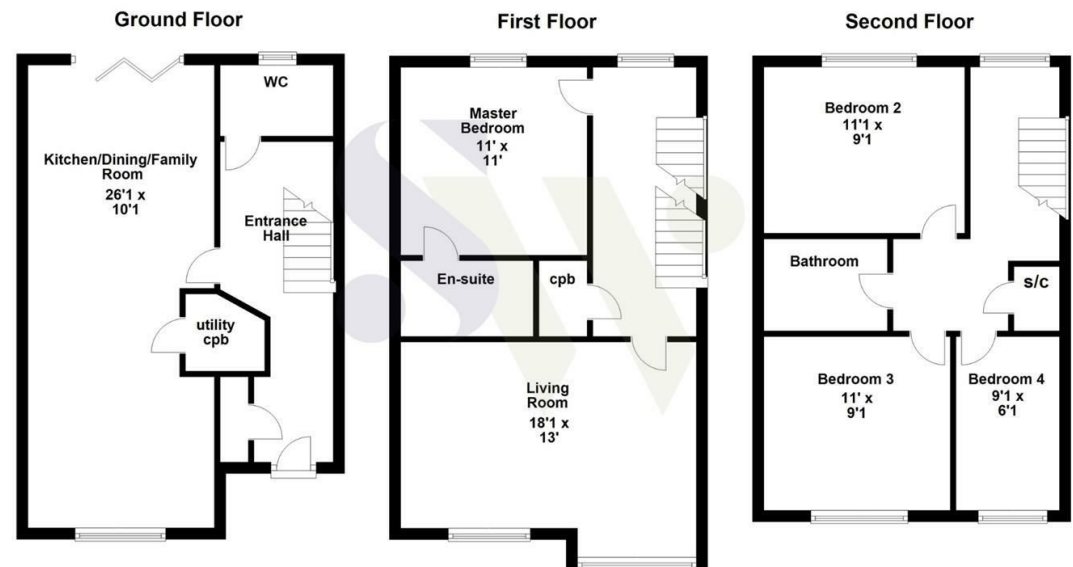 Ground Floor
WC
Kitchen/Dining/Family
Room
26'1 x
10'1
Entrance
Hall
utility
cpb
First Floor
Master
Bedroom
11' x
11'
En-suite
cpb
Living
Room
18'1 x
13'
Second Floor
Bedroom 2
11'1 x
9'1
Bathroom
s/c
Bedroom 3
11' x
9'1
Bedroom 4
9'1 x
6'1
SW